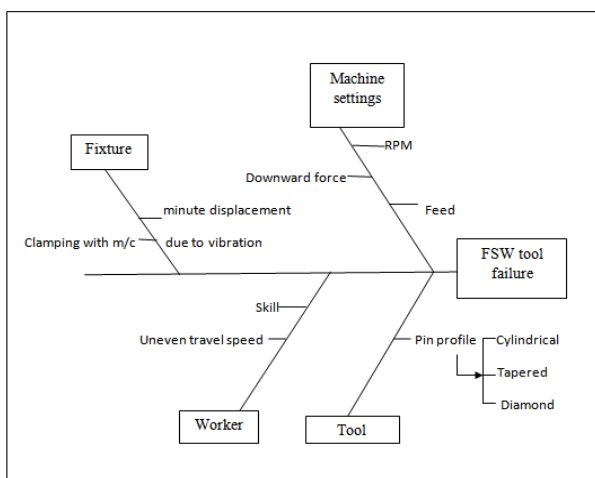 Machine
settings
RPM
Fixture
Downward force
minute displacement
Feed
Clamping with m/c due to vibration
FSW tool
failure
Skill
Uneven travel speed
Pin profile
Cylindrical
Tapered
Diamond
Worker
Tool